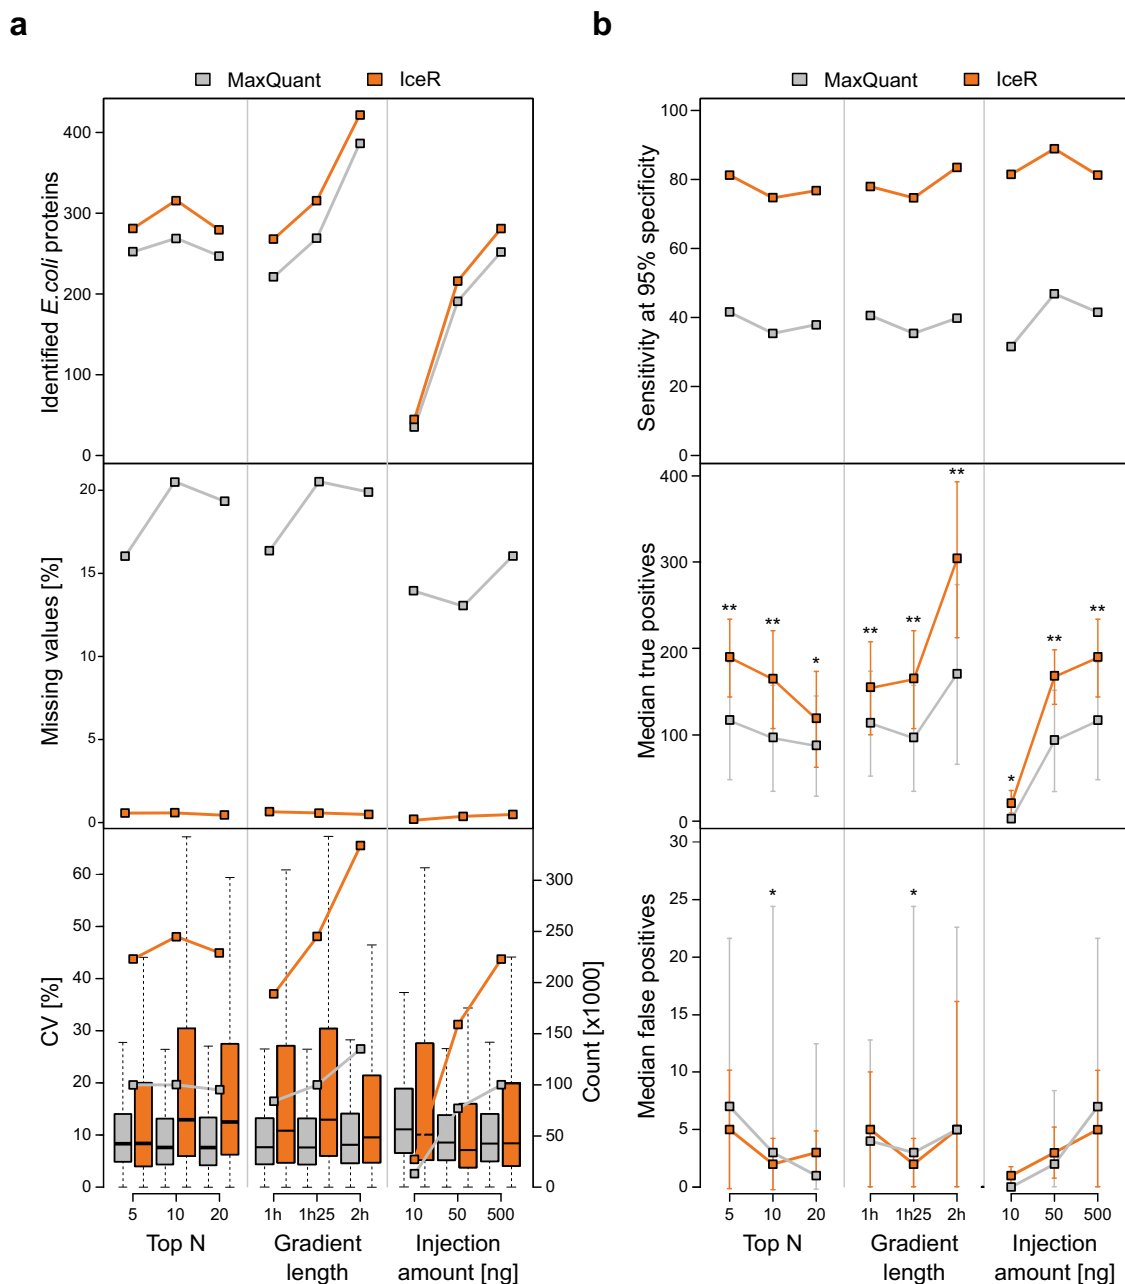 a
b
MaxQuant
IceR
MaxQuant
IceR
Identified E.coli proteins
400
300
200
100
0
Missing values [%]
20
15
10
5
0
CV [%]
60
50
40
30
20
10
0
300
250
200
150
100
50
0
Count [x1000]
5 10 20
1h 1h25 2h
10 50 500
Top N
Gradient length
Injection amount [ng]
Sensitivity at 95% specificity
100
80
60
40
20
0
Median true positives
400
300
200
100
0
** ** *
** ** **
* ** **
Median false positives
30
25
20
15
10
5
0
*
*
5 10 20
1h 1h25 2h
10 50 500
Top N
Gradient length
Injection amount [ng]